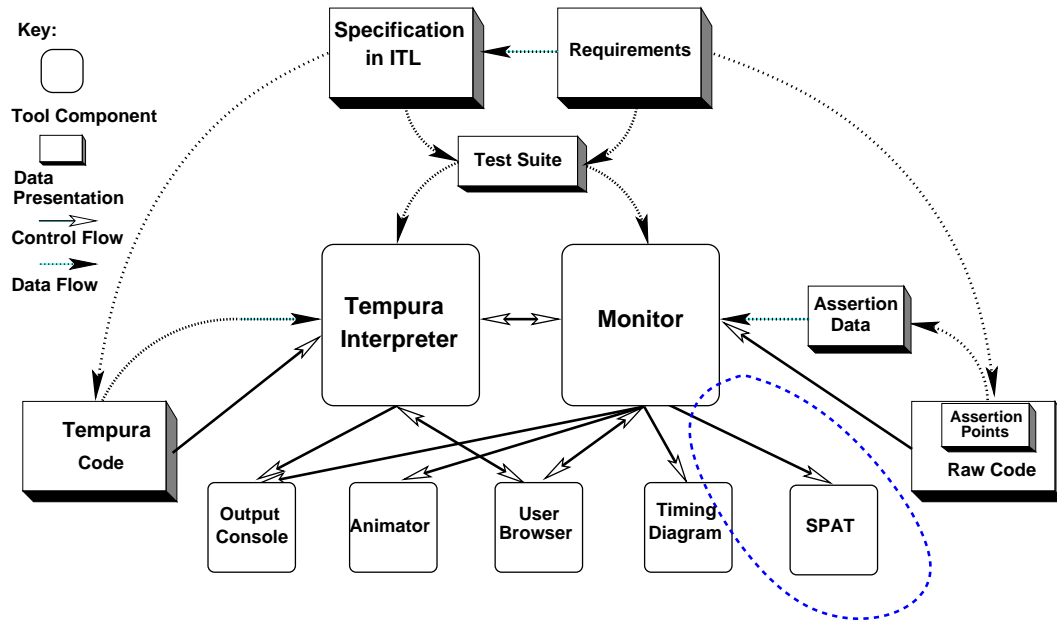 Key:
Tool Component
Data
Presentation
Control Flow
Data Flow
Specification
in ITL
Requirements
Test Suite
Tempura
Interpreter
Monitor
Assertion
Data
Tempura
Code
Assertion
Points
Raw Code
Output
Console
Animator
User
Browser
Timing
Diagram
SPAT